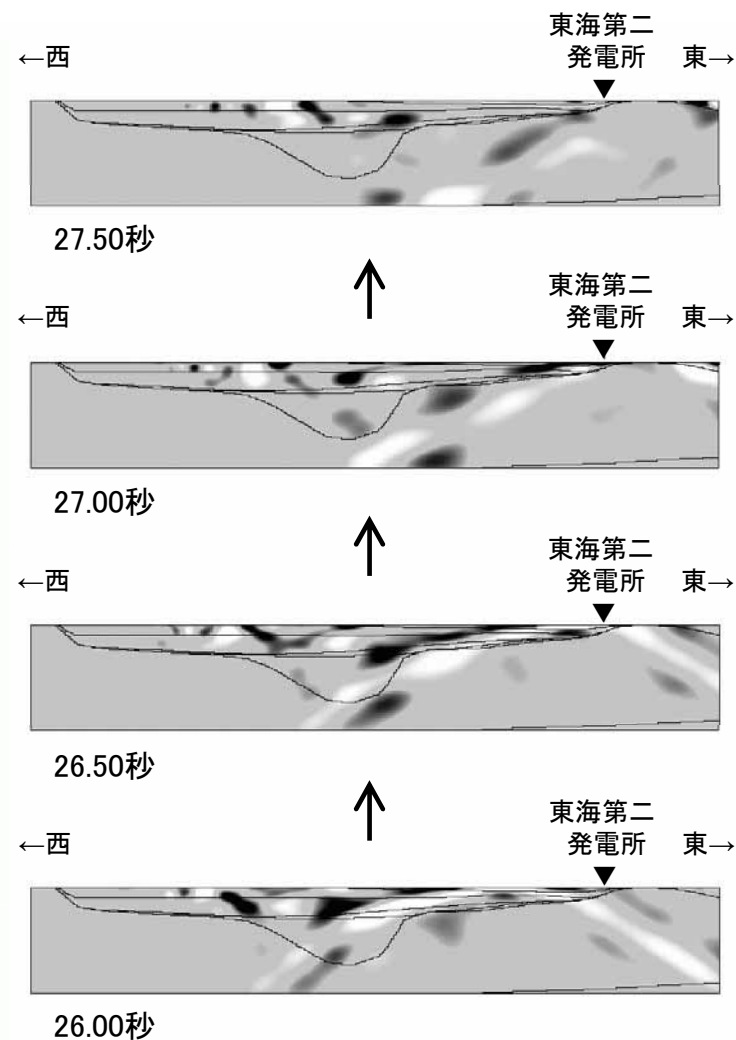 東海第二
←西 発電所 東→
27.50秒
東海第二
←西 発電所 東→
27.00秒
東海第二
←西 発電所 東→
26.50秒
東海第二
←西 発電所 東→
26.00秒